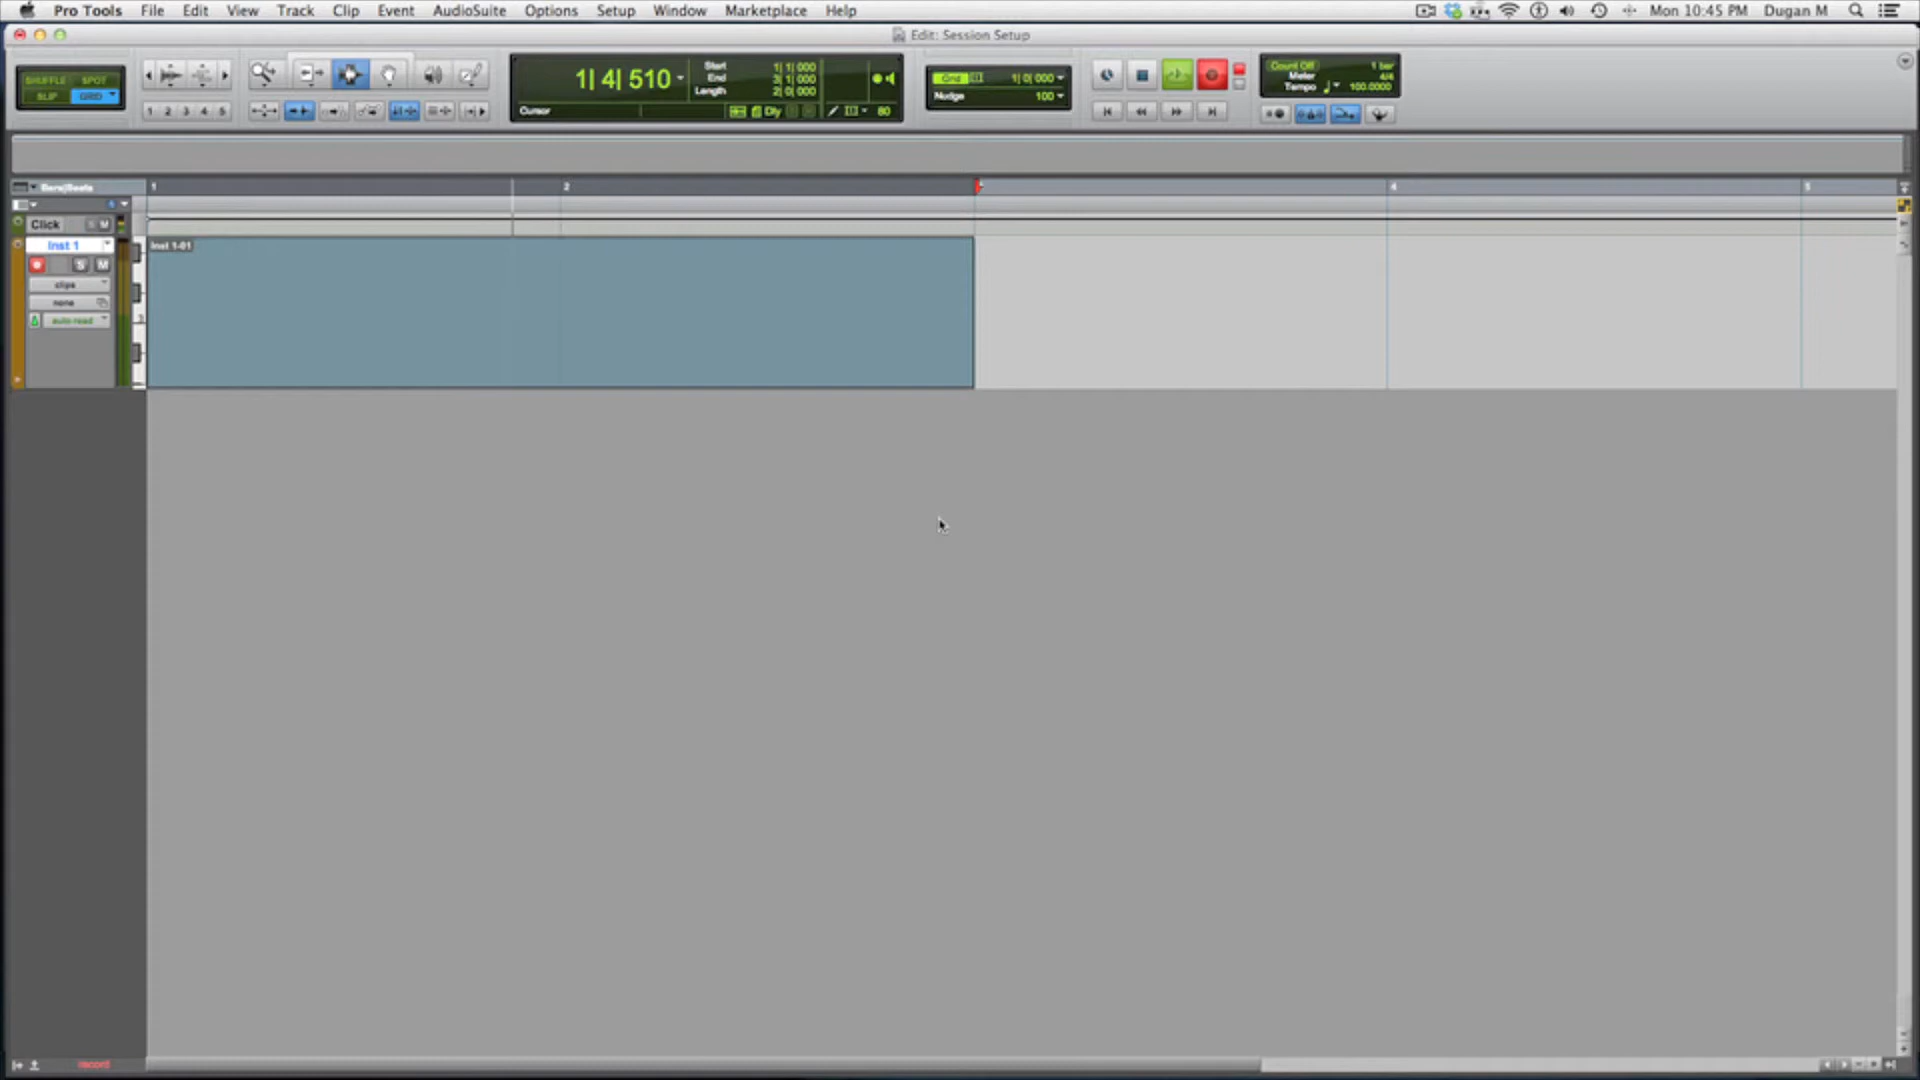 Pro Tools File Edit View Track Clip Event AudioSuite Options Setup Window Marketplace Help Mon 10:45 PM Dugan M
Edit: Session Setup
SHUFFLE SPOT
SLIP GRID
1 2 3 4 5
1| 4| 510
Start 1| 1| 000
End 3| 1| 000
Length 2| 0| 000
Cursor
Dly
80
Grid 1| 0| 000
Nudge 100
Count Off 1 bar
Meter 4/4
Tempo 100.0000
Bars|Beats 1 2 4 5
Click S M
Inst 1
Inst 1-01
S M
clips
none
auto read
3
record